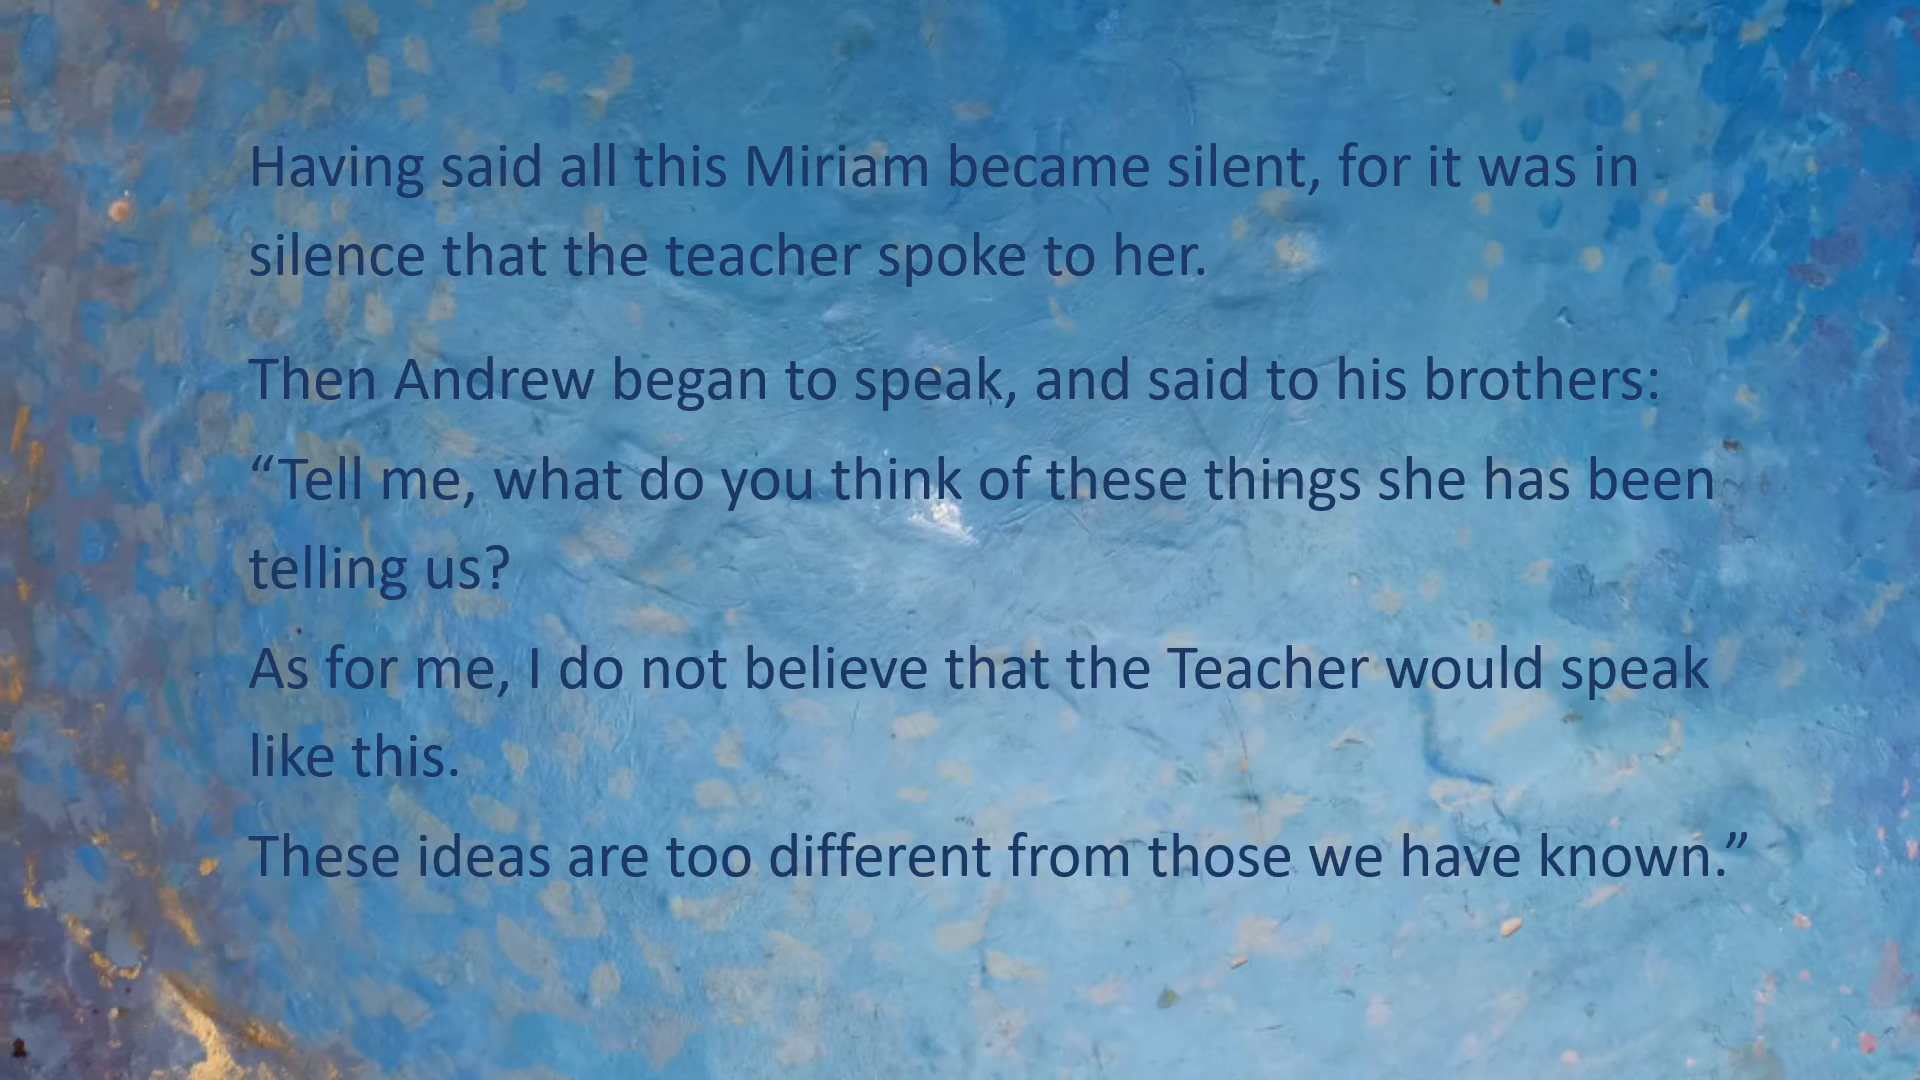 Having said all this Miriam became silent, for it was in
silence that the teacher spoke to her.
Then Andrew began to speak, and said to his brothers:
“Tell me, what do you think of these things she has been
telling us?
As for me, I do not believe that the Teacher would speak
like this.
These ideas are too different from those we have known.”